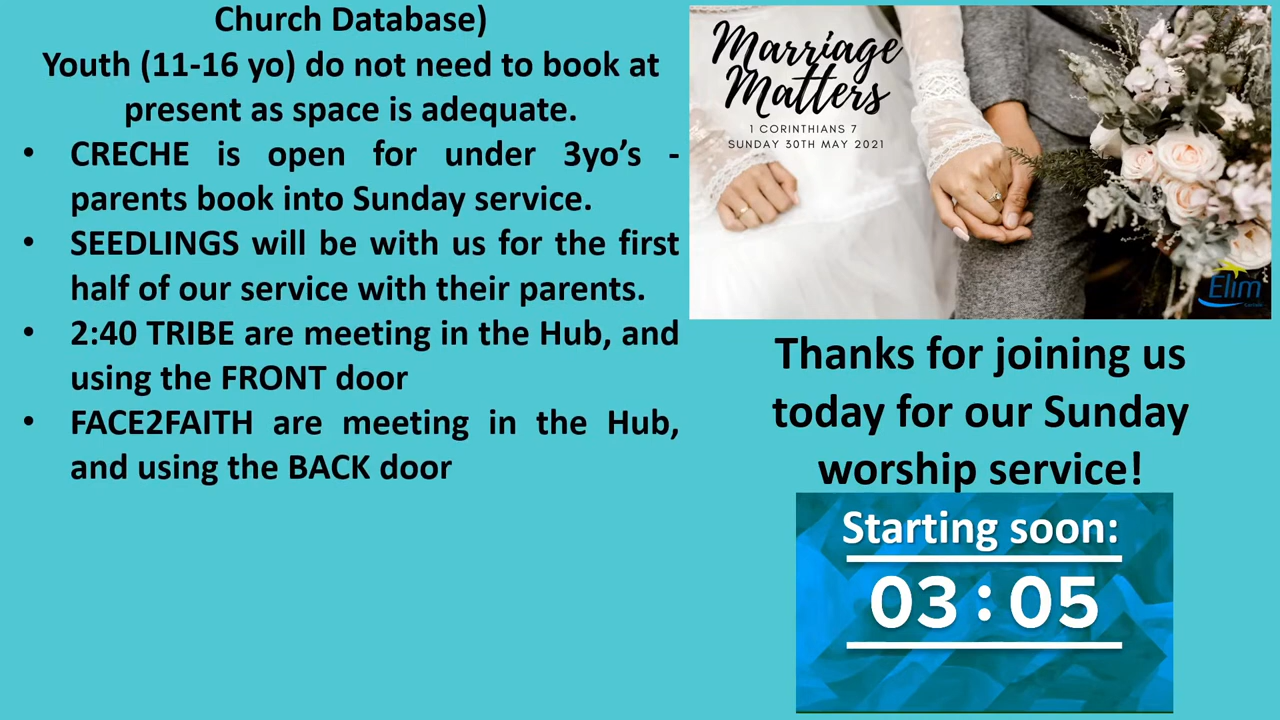 Church Database)
Youth (11-16 yo) do not need to book at
present as space is adequate.
• CRECHE is open for under 3yo's -
parents book into Sunday service.
• SEEDLINGS will be with us for the first
half of our service with their parents.
• 2:40 TRIBE are meeting in the Hub, and
using the FRONT door
• FACE2FAITH are meeting in the Hub,
and using the BACK door
Marriage
Matters
1 CORINTHIANS 7
SUNDAY 30TH MAY 2021
Elim
Thanks for joining us
today for our Sunday
worship service!
Starting soon:
03:05